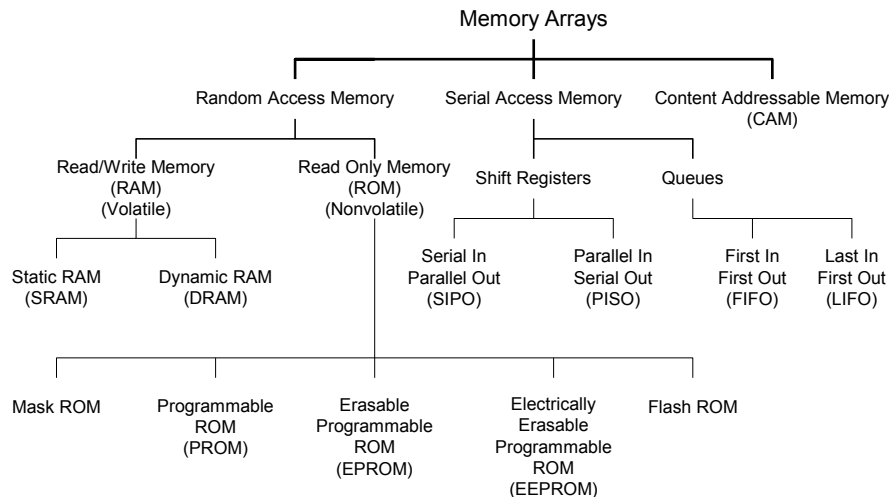 Memory Arrays
Random Access Memory
Serial Access Memory
Content Addressable Memory
(CAM)
Read/Write Memory
(RAM)
(Volatile)
Read Only Memory
(ROM)
(Nonvolatile)
Shift Registers
Queues
Static RAM
(SRAM)
Dynamic RAM
(DRAM)
Serial In
Parallel Out
(SIPO)
Parallel In
Serial Out
(PISO)
First In
First Out
(FIFO)
Last In
First Out
(LIFO)
Mask ROM
Programmable
ROM
(PROM)
Erasable
Programmable
ROM
(EPROM)
Electrically
Erasable
Programmable
ROM
(EEPROM)
Flash ROM